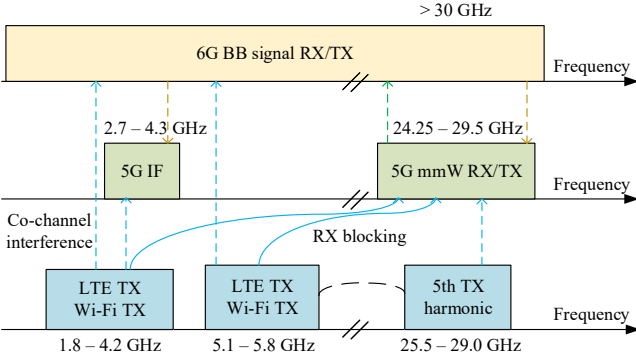 > 30 GHz
6G BB signal RX/TX
Frequency
2.7 – 4.3 GHz
24.25 – 29.5 GHz
5G IF
5G mmW RX/TX
Frequency
Co-channel
interference
RX blocking
LTE TX
Wi-Fi TX
LTE TX
Wi-Fi TX
5th TX
harmonic
Frequency
1.8 – 4.2 GHz
5.1 – 5.8 GHz
25.5 – 29.0 GHz